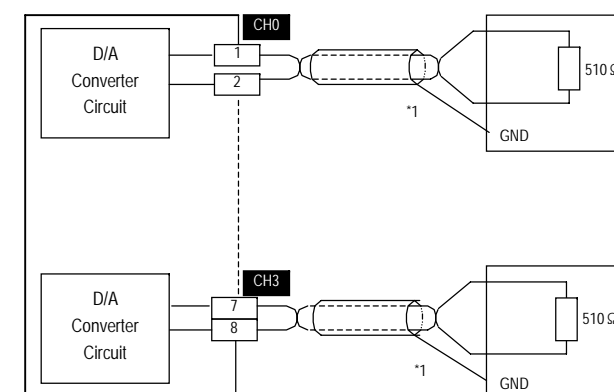 CH0
D/A
Converter
Circuit
1
2
510 Ω
*1
GND
CH3
D/A
Converter
Circuit
7
8
510 Ω
*1
GND